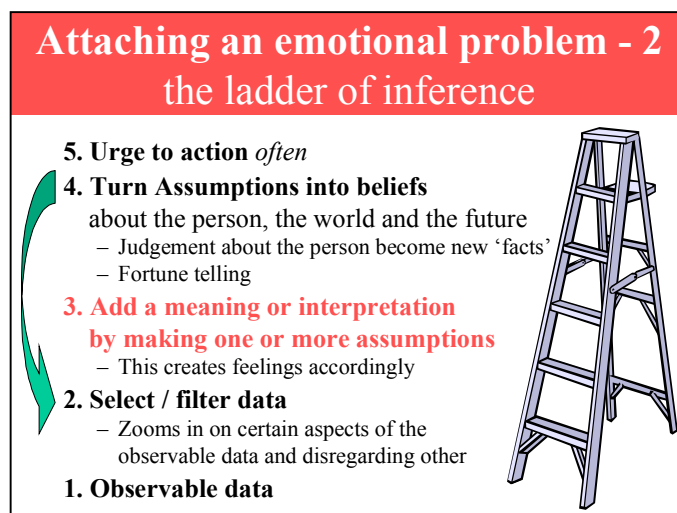 Attaching an emotional problem - 2
the ladder of inference
5. Urge to action often
4. Turn Assumptions into beliefs
about the person, the world and the future
– Judgement about the person become new ‘facts’
– Fortune telling
3. Add a meaning or interpretation
by making one or more assumptions
– This creates feelings accordingly
2. Select / filter data
– Zooms in on certain aspects of the
observable data and disregarding other
1. Observable data